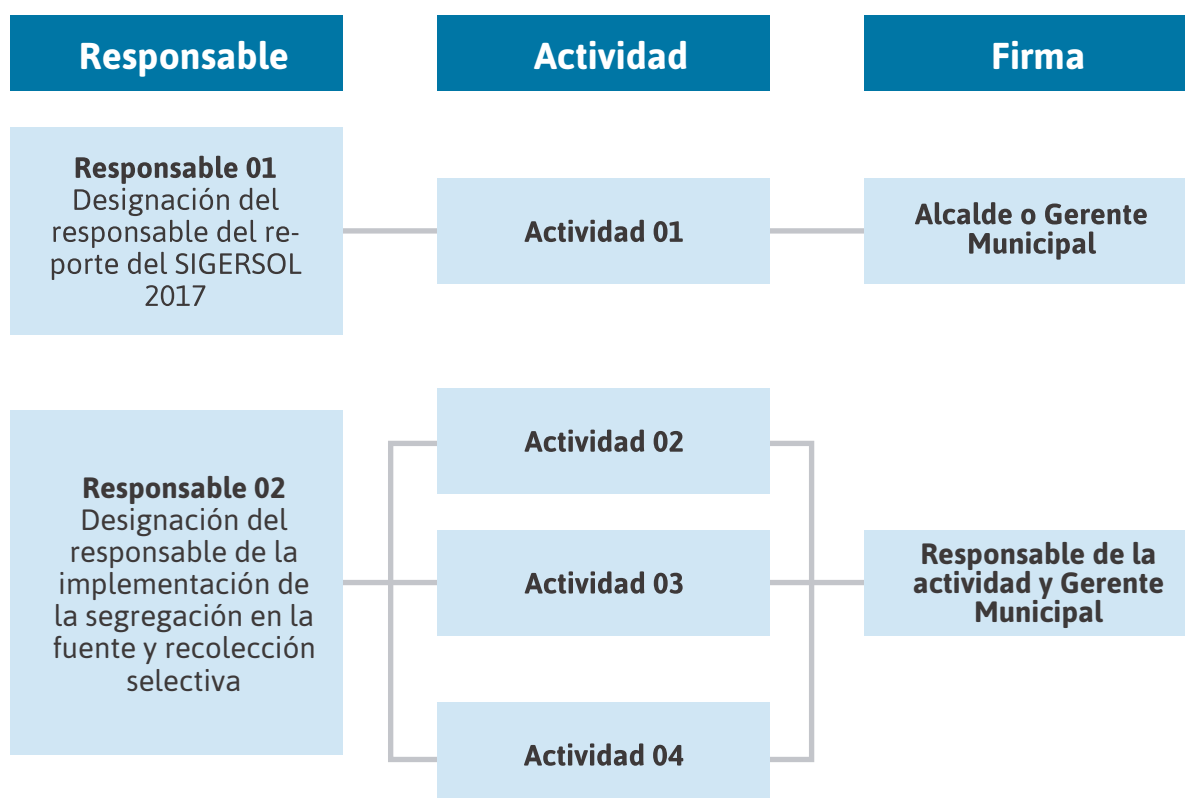 Responsable
Actividad
Firma
Responsable 01
Designación del
responsable del re-
porte del SIGERSOL
2017
Actividad 01
Alcalde o Gerente
Municipal
Responsable 02
Designación del
responsable de la
implementación de
la segregación en la
fuente y recolección
selectiva
Actividad 02
Actividad 03
Actividad 04
Responsable de la
actividad y Gerente
Municipal